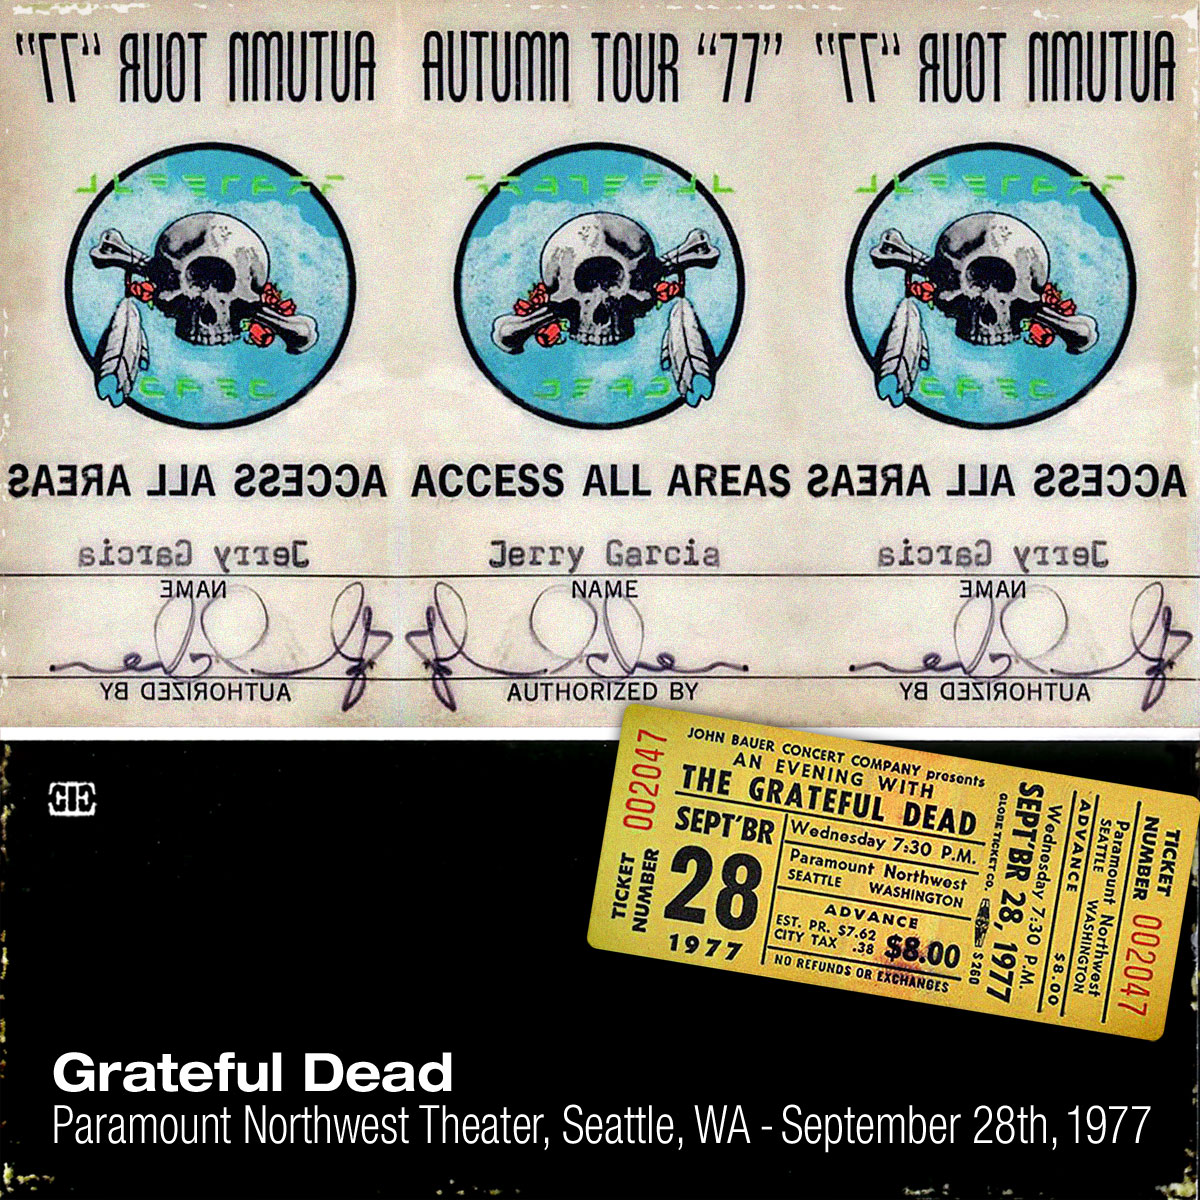 "77" AUTUMN TOUR AUTUMN TOUR "77" "77" AUTUMN TOUR
GRATEFUL GRATEFUL GRATEFUL
DEAD DEAD DEAD
ACCESS ALL AREAS ACCESS ALL AREAS ACCESS ALL AREAS
Jerry Garcia Jerry Garcia Jerry Garcia
NAME NAME NAME
AUTHORIZED BY AUTHORIZED BY AUTHORIZED BY
TICKET NUMBER 002047
JOHN BAUER CONCERT COMPANY presents
AN EVENING WITH
THE GRATEFUL DEAD
SEPT'BR
28
1977
Wednesday 7:30 P.M.
Paramount Northwest
SEATTLE WASHINGTON
ADVANCE
EST. PR. $7.62
CITY TAX .38
$8.00
NO REFUNDS OR EXCHANGES
GLOBE TICKET CO. $260
SEPT'BR 28, 1977
Wednesday 7:30 P.M.
ADVANCE $8.00
SEATTLE WASHINGTON
Paramount Northwest
TICKET
NUMBER 002047
Grateful Dead
Paramount Northwest Theater, Seattle, WA - September 28th, 1977